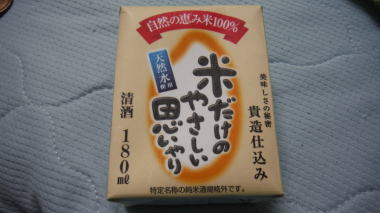 自然の恵み米100%
天然水
使用
米だけの
やさしい
思いやり
美味しさの秘密
貴造仕込み
清酒 180ml
特定名称の純米酒規格外です。